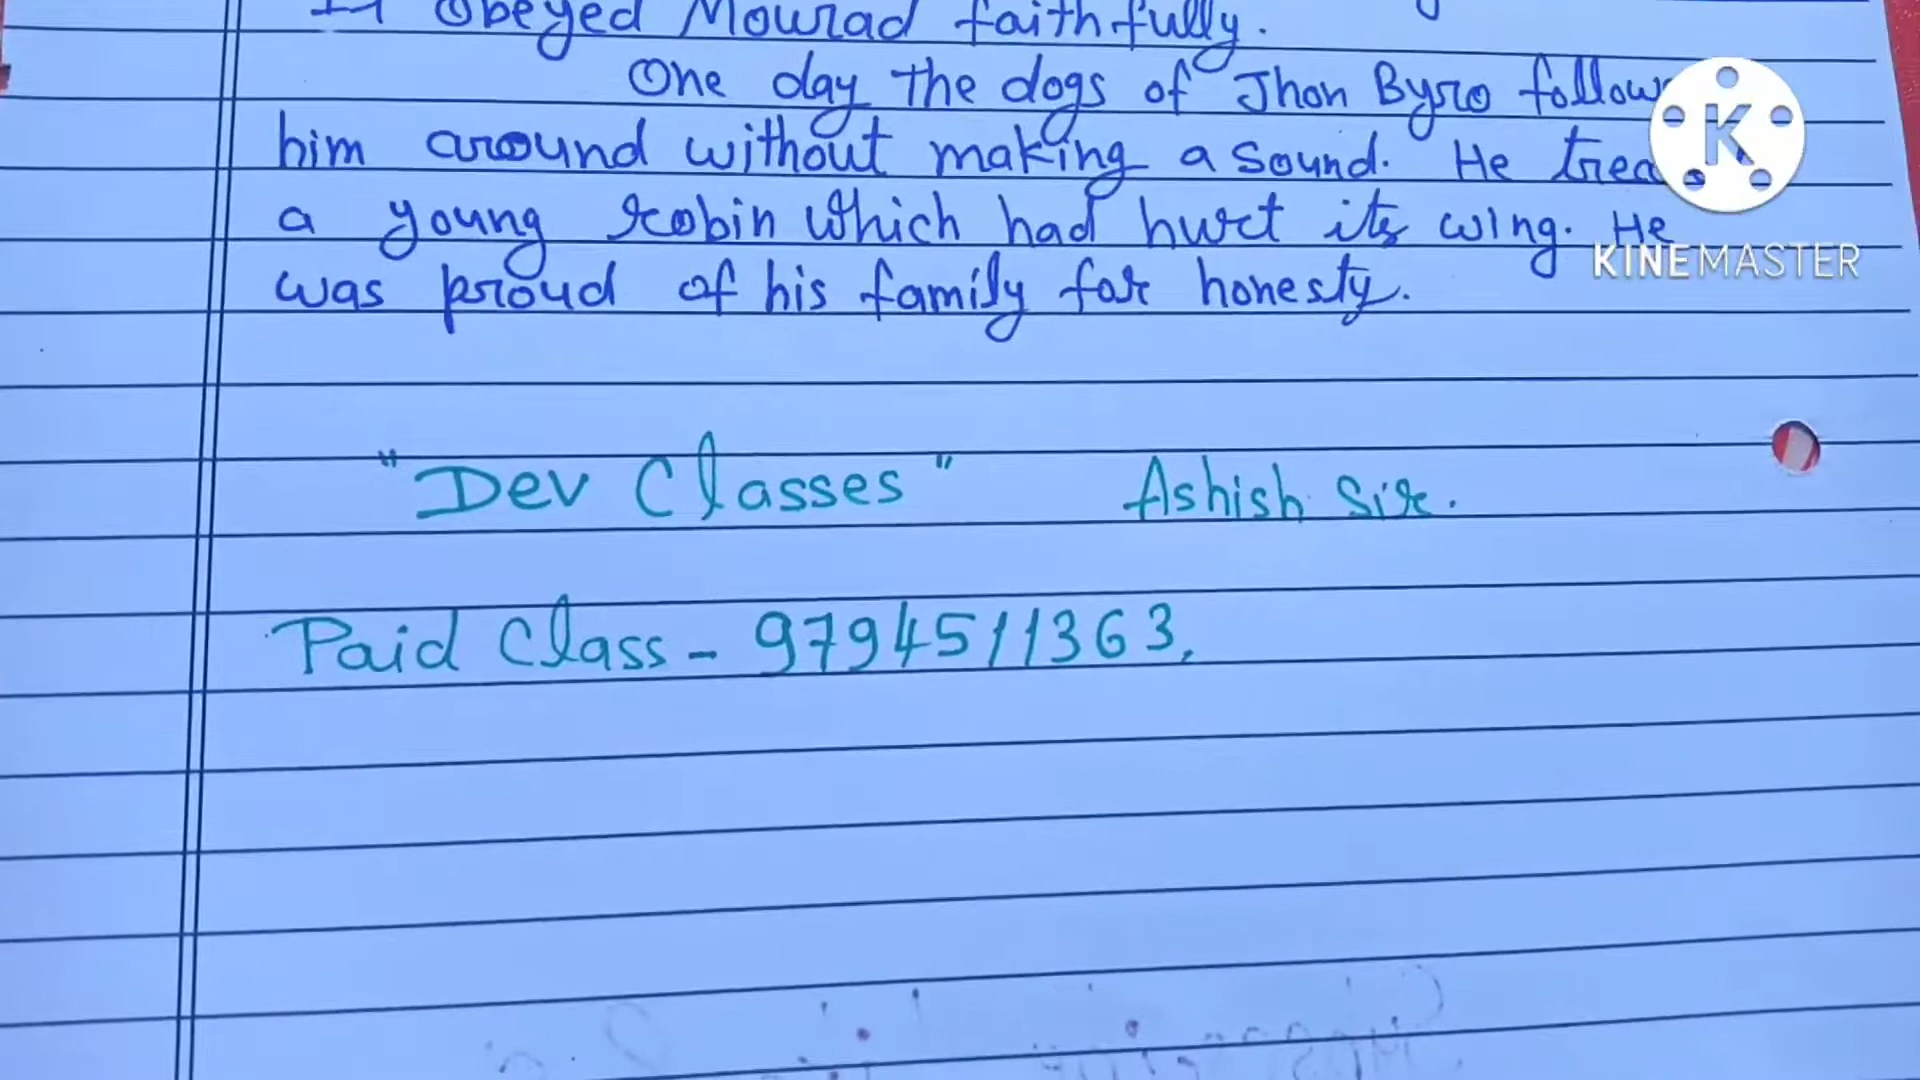 It obeyed Mourad faithfully.
One day the dogs of Jhon Byro follow
him around without making a sound. He trea
a young robin which had hurt its wing. He
was proud of his family for honesty.
K
KINEMASTER
"Dev Classes" Ashish Sir.
Paid Class - 9794511363,